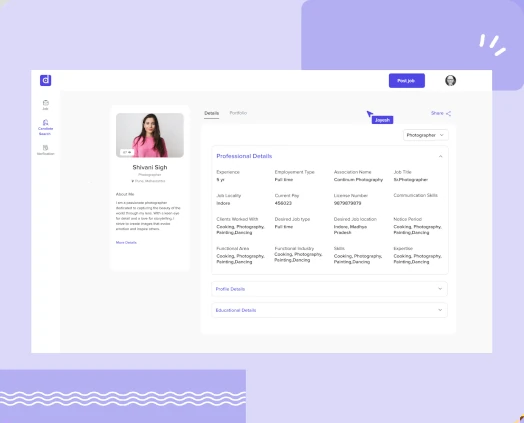 Post job
Job
Candidate
Search
Notification
Shivani Sigh
Photographer
About Me
I am a passionate photographer
dedicated to capturing the beauty of the
world through my lens. With a keen eye
for detail and a love for storytelling, I
strive to create images that evoke
emotion and inspire others.
More Details
Details
Portfolio
Jayesh
Share
Photographer
Professional Details
Experience
Employement Type
Association Name
Job Title
5 yr
Full time
Continum Photography
Sr.Photographer
Job Locality
Current Pay
License Number
Communication Skills
Indore
456023
9879879879
Clients Worked With
Desired Job type
Desired Job location
Notice Period
Cooking, Photography,
Painting,Dancing
Full time
Indore, Madhya
Pradesh
Cooking, Photography,
Painting,Dancing
Functional Area
Functional Industry
Skills
Expertise
Cooking, Photography,
Painting,Dancing
Cooking, Photography,
Painting,Dancing
Cooking, Photography,
Painting,Dancing
Cooking, Photography,
Painting,Dancing
Profile Details
Educational Details